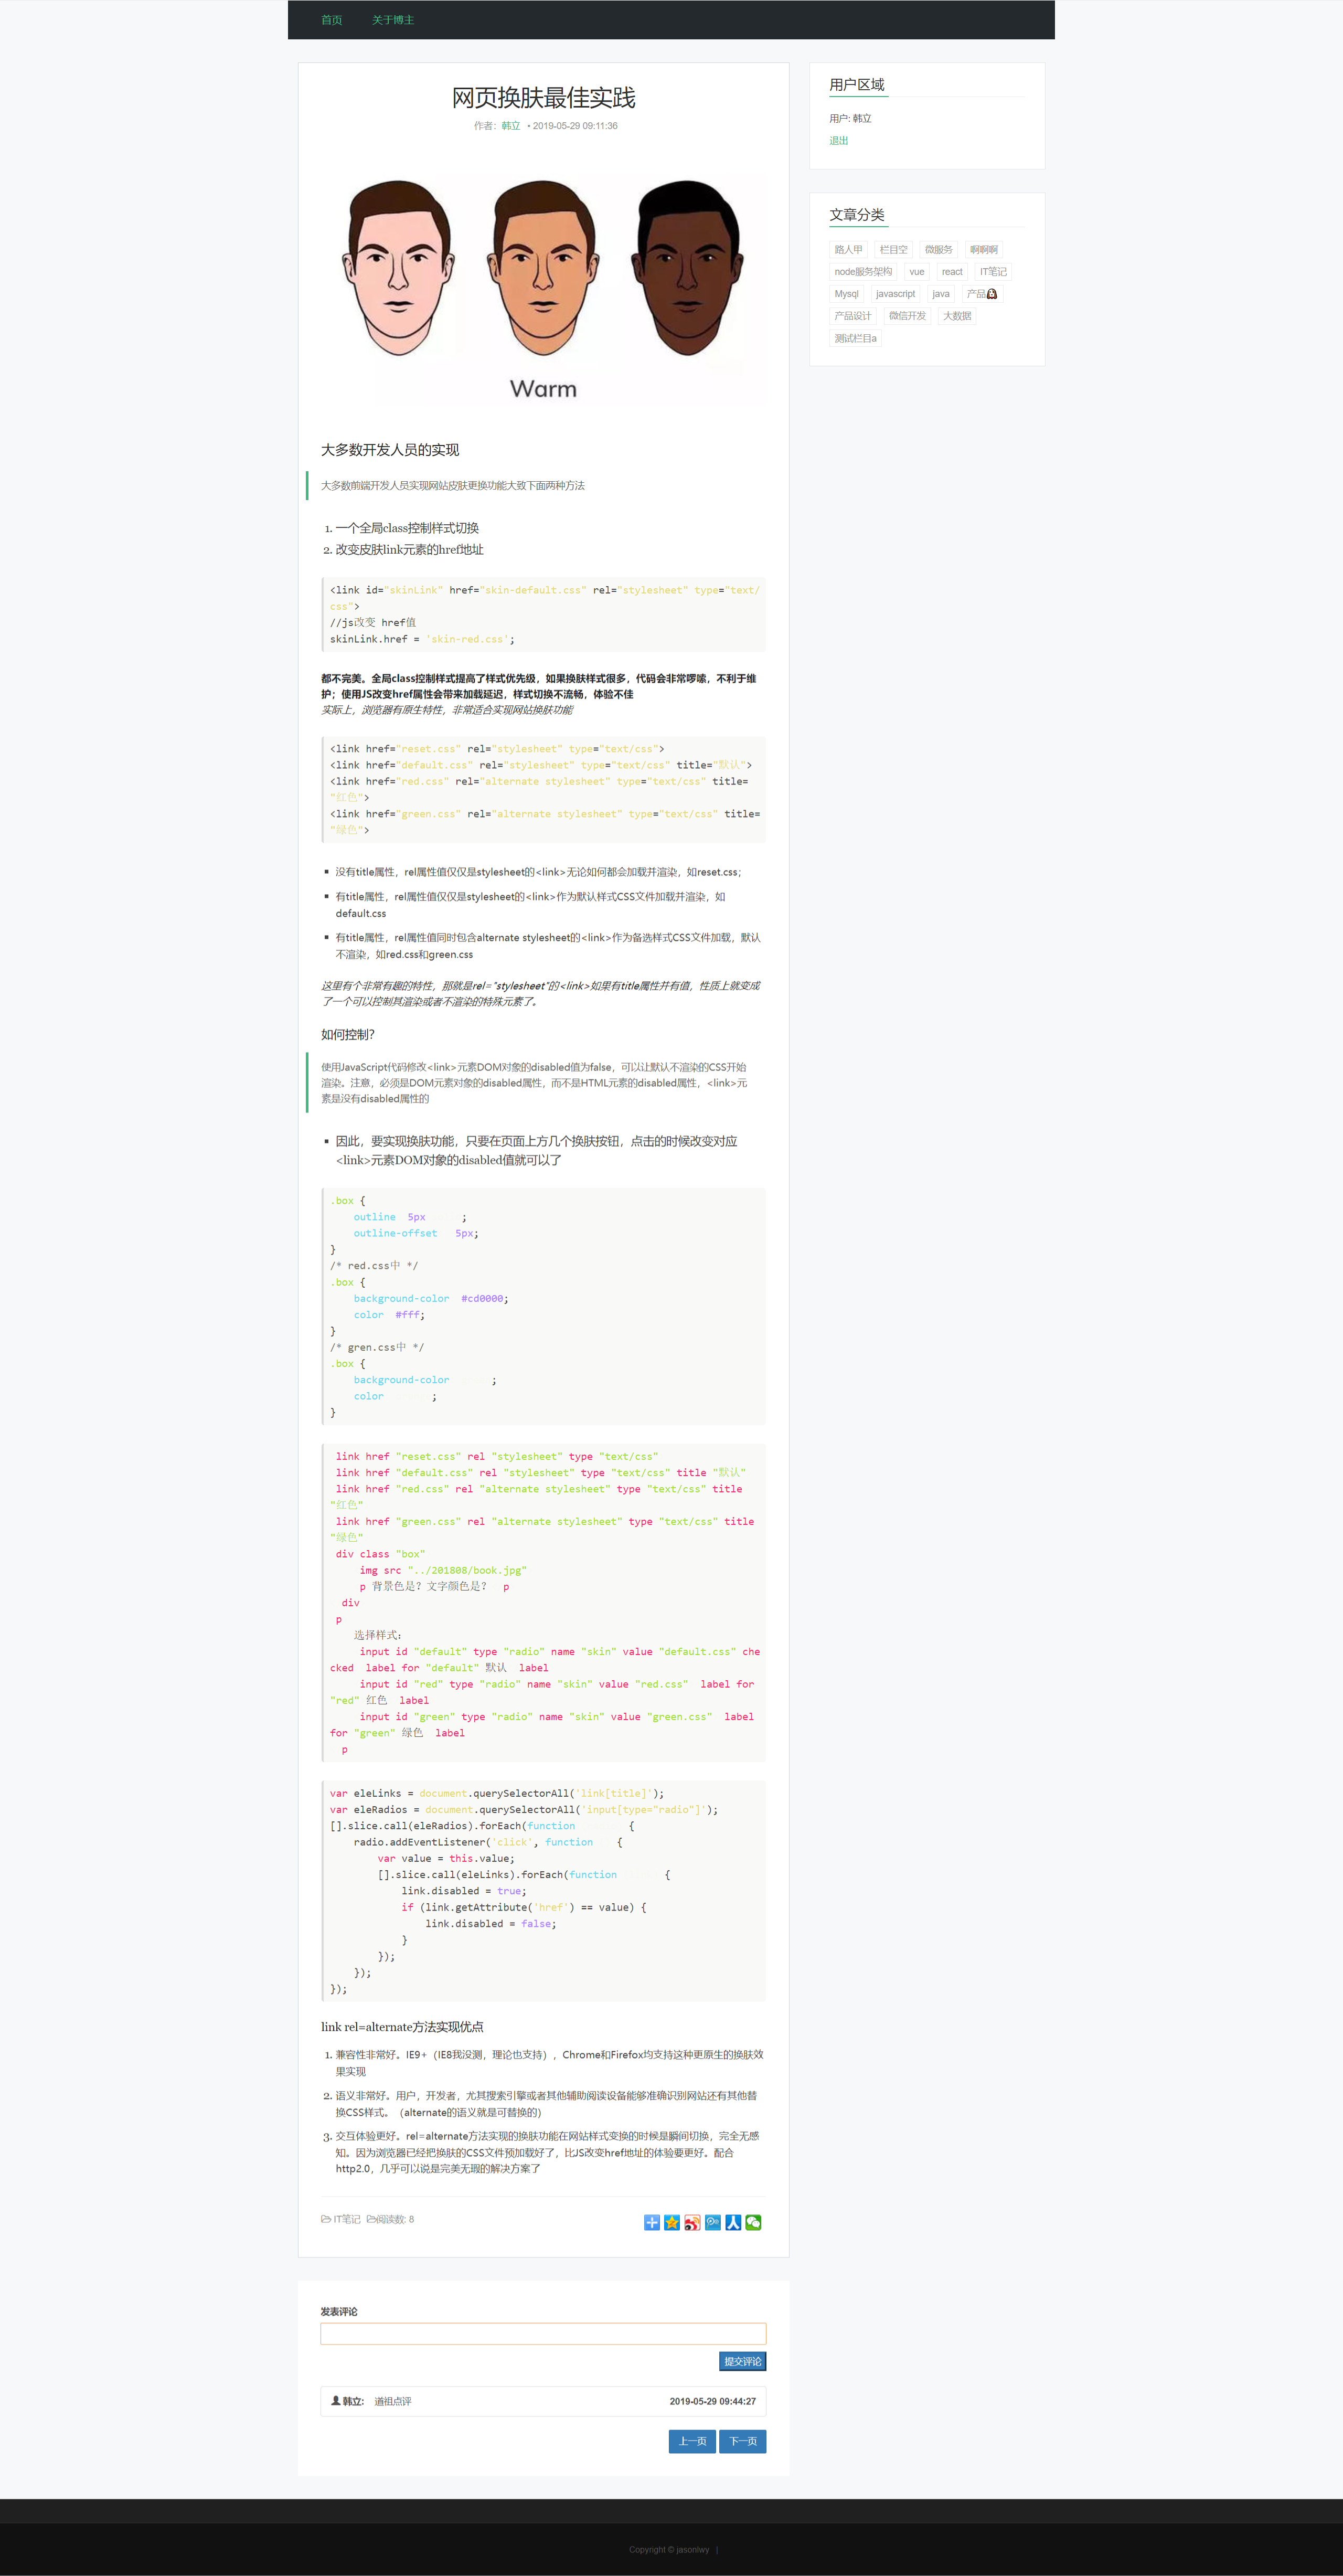 首页 关于博主
网页换肤最佳实践
作者：韩立 • 2019-05-29 09:11:36
Warm
大多数开发人员的实现
大多数前端开发人员实现网站皮肤更换功能大致下面两种方法
1. 一个全局class控制样式切换
2. 改变皮肤link元素的href地址
<link id="skinLink" href="skin-default.css" rel="stylesheet" type="text/
css">
//js改变 href值
skinLink.href = 'skin-red.css';
都不完美。全局class控制样式提高了样式优先级，如果换肤样式很多，代码会非常啰嗦，不利于维
护；使用JS改变href属性会带来加载延迟，样式切换不流畅，体验不佳
实际上，浏览器有原生特性，非常适合实现网站换肤功能
<link href="reset.css" rel="stylesheet" type="text/css">
<link href="default.css" rel="stylesheet" type="text/css" title="默认">
<link href="red.css" rel="alternate stylesheet" type="text/css" title=
"红色">
<link href="green.css" rel="alternate stylesheet" type="text/css" title=
"绿色">
没有title属性，rel属性值仅仅是stylesheet的<link>无论如何都会加载并渲染，如reset.css；
有title属性，rel属性值仅仅是stylesheet的<link>作为默认样式CSS文件加载并渲染，如
default.css
有title属性，rel属性值同时包含alternate stylesheet的<link>作为备选样式CSS文件加载，默认
不渲染，如red.css和green.css
这里有个非常有趣的特性，那就是rel="stylesheet"的<link>如果有title属性并有值，性质上就变成
了一个可以控制其渲染或者不渲染的特殊元素了。
如何控制？
使用JavaScript代码修改<link>元素DOM对象的disabled值为false，可以让默认不渲染的CSS开始
渲染。注意，必须是DOM元素对象的disabled属性，而不是HTML元素的disabled属性，<link>元
素是没有disabled属性的
因此，要实现换肤功能，只要在页面上方几个换肤按钮，点击的时候改变对应
<link>元素DOM对象的disabled值就可以了
.box {
outline 5px ;
outline-offset 5px;
}
/* red.css中 */
.box {
background-color #cd0000;
color #fff;
}
/* gren.css中 */
.box {
background-color ;
color ;
}
link href "reset.css" rel "stylesheet" type "text/css"
link href "default.css" rel "stylesheet" type "text/css" title "默认"
link href "red.css" rel "alternate stylesheet" type "text/css" title
"红色"
link href "green.css" rel "alternate stylesheet" type "text/css" title
"绿色"
div class "box"
img src "../201808/book.jpg"
p 背景色是？文字颜色是？ p
div
p
选择样式：
input id "default" type "radio" name "skin" value "default.css" che
cked label for "default" 默认 label
input id "red" type "radio" name "skin" value "red.css" label for
"red" 红色 label
input id "green" type "radio" name "skin" value "green.css" label
for "green" 绿色 label
p
var eleLinks = document.querySelectorAll('link[title]');
var eleRadios = document.querySelectorAll('input[type="radio"]');
[].slice.call(eleRadios).forEach(function {
radio.addEventListener('click', function {
var value = this.value;
[].slice.call(eleLinks).forEach(function {
link.disabled = true;
if (link.getAttribute('href') == value) {
link.disabled = false;
}
});
});
});
link rel=alternate方法实现优点
1. 兼容性非常好。IE9+（IE8我没测，理论也支持），Chrome和Firefox均支持这种更原生的换肤效
果实现
2. 语义非常好。用户，开发者，尤其搜索引擎或者其他辅助阅读设备能够准确识别网站还有其他替
换CSS样式。（alternate的语义就是可替换的）
3. 交互体验更好。rel=alternate方法实现的换肤功能在网站样式变换的时候是瞬间切换，完全无感
知。因为浏览器已经把换肤的CSS文件预加载好了，比JS改变href地址的体验要更好。配合
http2.0，几乎可以说是完美无瑕的解决方案了
IT笔记 阅读数: 8
发表评论
提交评论
韩立: 道祖点评 2019-05-29 09:44:27
上一页 下一页
用户区域
用户: 韩立
退出
文章分类
路人甲 栏目空 微服务 啊啊啊
node服务架构 vue react IT笔记
Mysql javascript java 产品
产品设计 微信开发 大数据
测试栏目a
Copyright © jasonlwy |